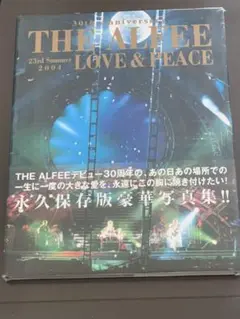 30th Anniversary
THE ALFEE
23rd Summer
2004
LOVE & PEACE
THE ALFEEデビュー30周年の、あの日あの場所での
一生に一度の大きな愛を、永遠にこの胸に焼き付けたい!
永久保存版豪華写真集!!